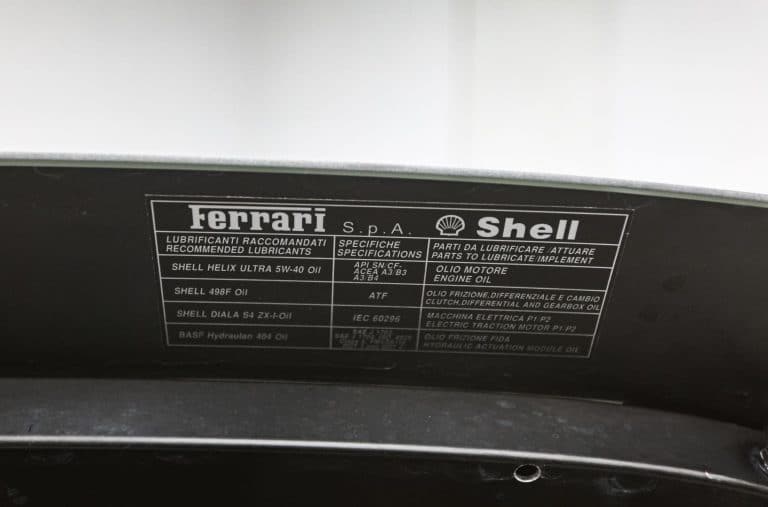 Ferrari S.p.A. Shell
LUBRIFICANTI RACCOMANDATI
RECOMMENDED LUBRICANTS
SPECIFICHE
SPECIFICATIONS
PARTI DA LUBRIFICARE/ATTUARE
PARTS TO LUBRICATE/IMPLEMENT
SHELL HELIX ULTRA 5W-40 Oil
API SN/CF-
ACEA A3/B3
A3/B4
OLIO MOTORE
ENGINE OIL
SHELL 498F Oil
ATF
OLIO FRIZIONE,DIFFERENZIALE E CAMBIO
CLUTCH,DIFFERENTIAL AND GEARBOX OIL
SHELL DIALA S4 ZX-I-Oil
IEC 60296
MACCHINA ELETTRICA P1-P2
ELECTRIC TRACTION MOTOR P1-P2
BASF Hydraulan 404 Oil
OLIO FRIZIONE FIDA
HYDRAULIC ACTUATION MODULE OIL